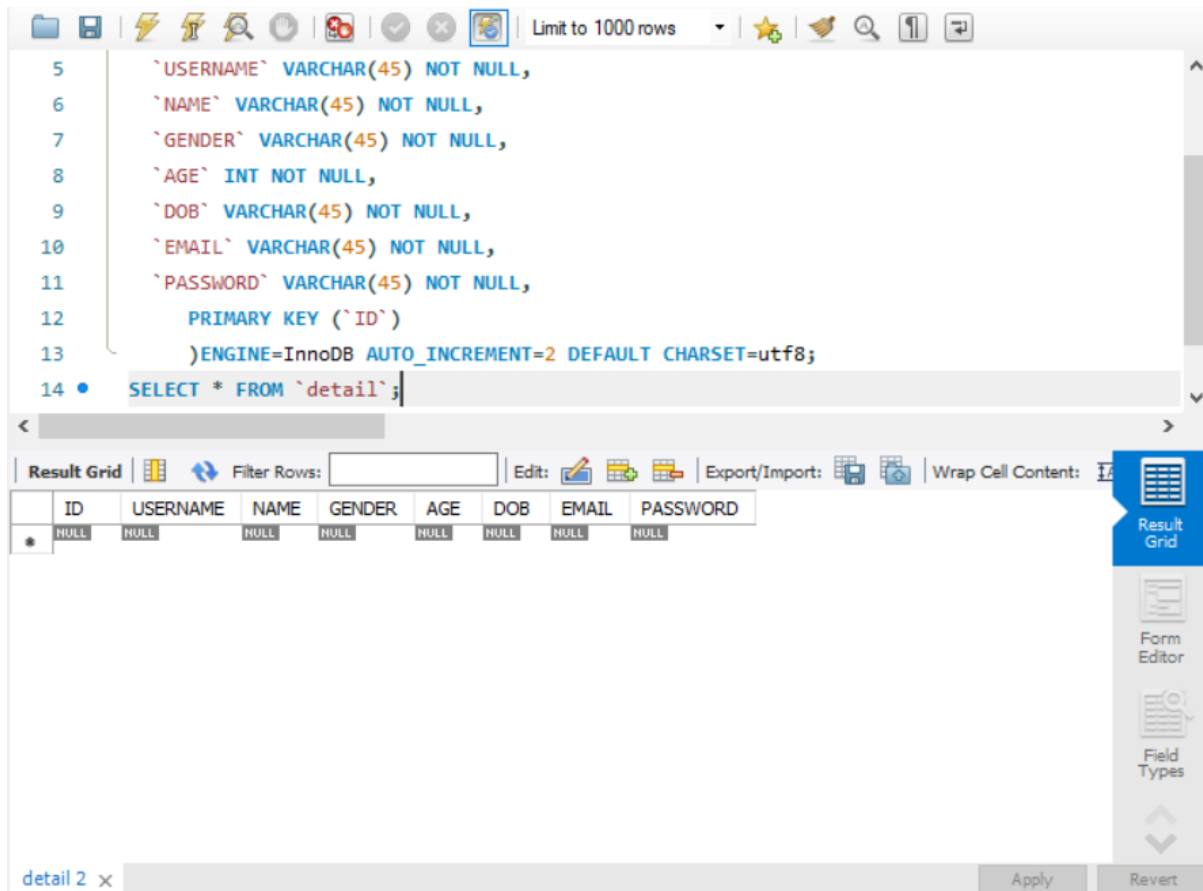 Limit to 1000 rows
5 `USERNAME` VARCHAR(45) NOT NULL,
6 `NAME` VARCHAR(45) NOT NULL,
7 `GENDER` VARCHAR(45) NOT NULL,
8 `AGE` INT NOT NULL,
9 `DOB` VARCHAR(45) NOT NULL,
10 `EMAIL` VARCHAR(45) NOT NULL,
11 `PASSWORD` VARCHAR(45) NOT NULL,
12 PRIMARY KEY (`ID`)
13 )ENGINE=InnoDB AUTO_INCREMENT=2 DEFAULT CHARSET=utf8;
14 SELECT * FROM `detail`;
Result Grid Filter Rows: Edit: Export/Import: Wrap Cell Content:
ID USERNAME NAME GENDER AGE DOB EMAIL PASSWORD
* NULL NULL NULL NULL NULL NULL NULL NULL
Result
Grid
Form
Editor
Field
Types
detail 2 Apply Revert